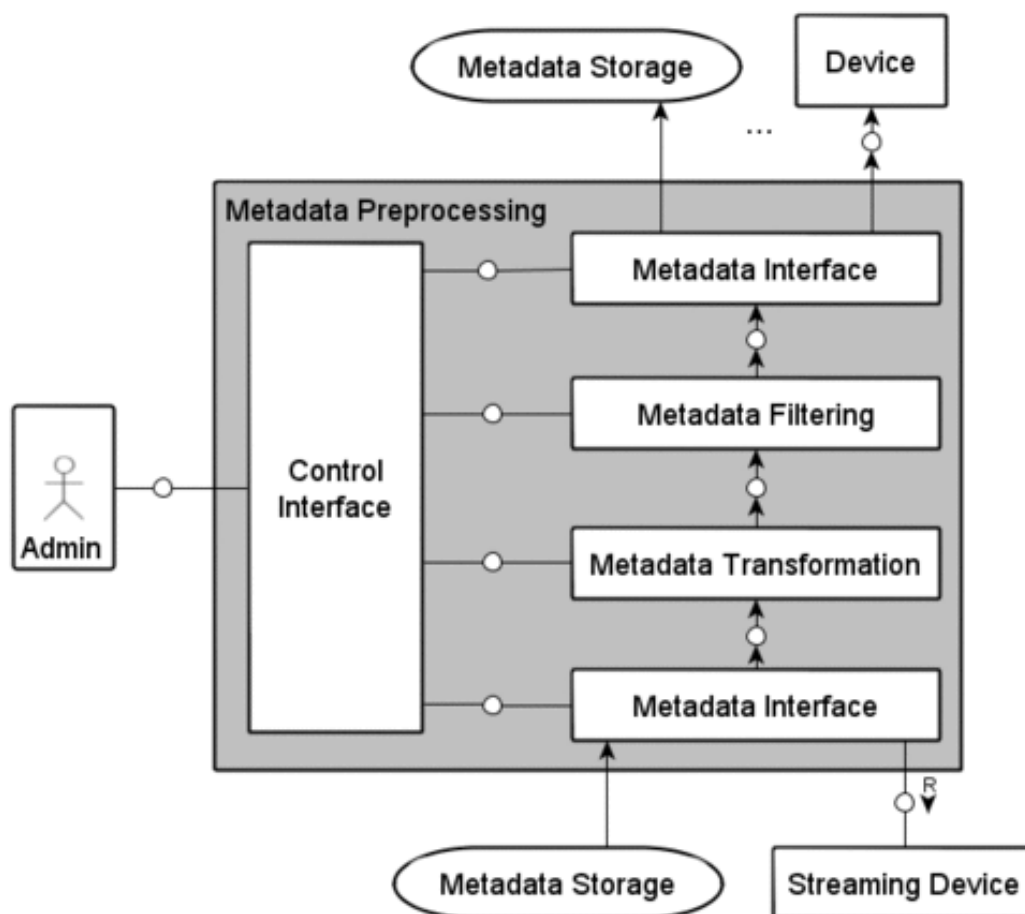 Metadata Storage
Device
...
Metadata Preprocessing
Metadata Interface
Metadata Filtering
Control
Interface
Admin
Metadata Transformation
Metadata Interface
R
Metadata Storage
Streaming Device